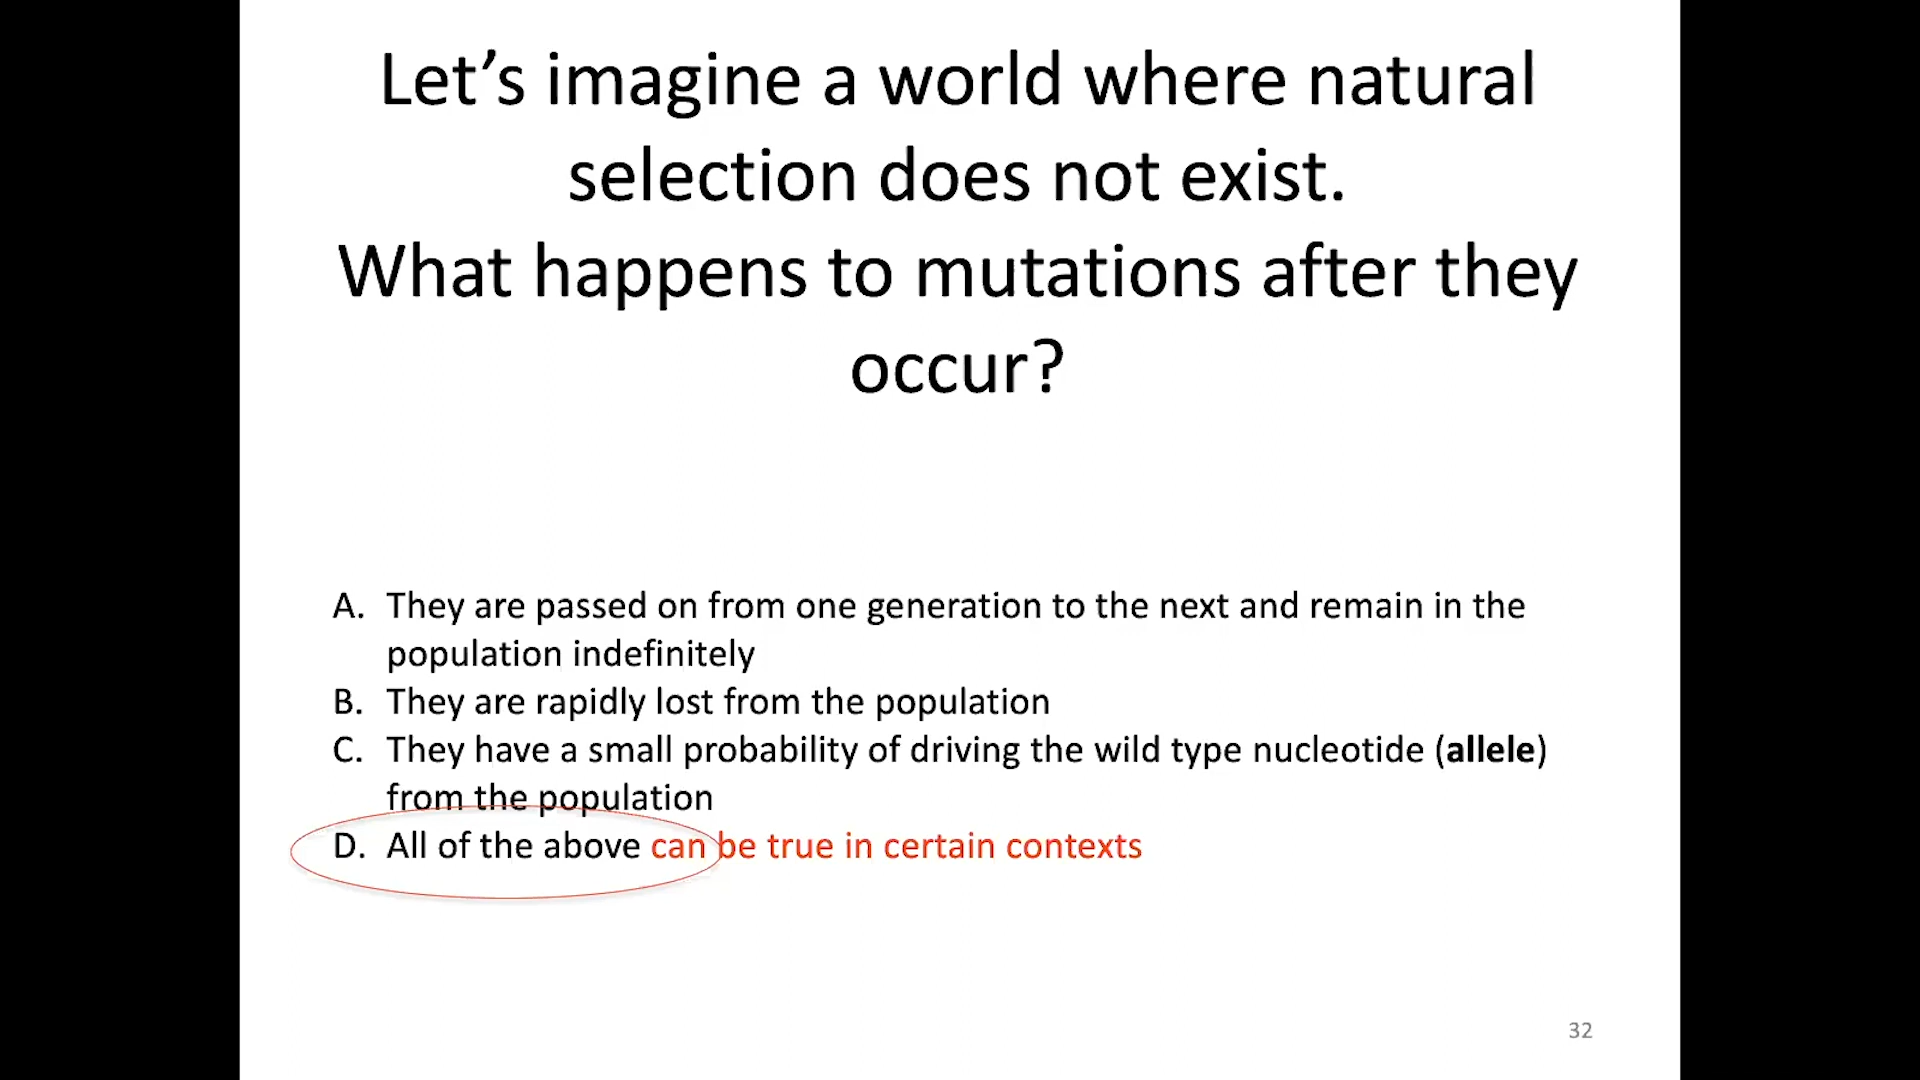 Let’s imagine a world where natural
selection does not exist.
What happens to mutations after they
occur?
A. They are passed on from one generation to the next and remain in the
population indefinitely
B. They are rapidly lost from the population
C. They have a small probability of driving the wild type nucleotide (allele)
from the population
D. All of the above can be true in certain contexts
32